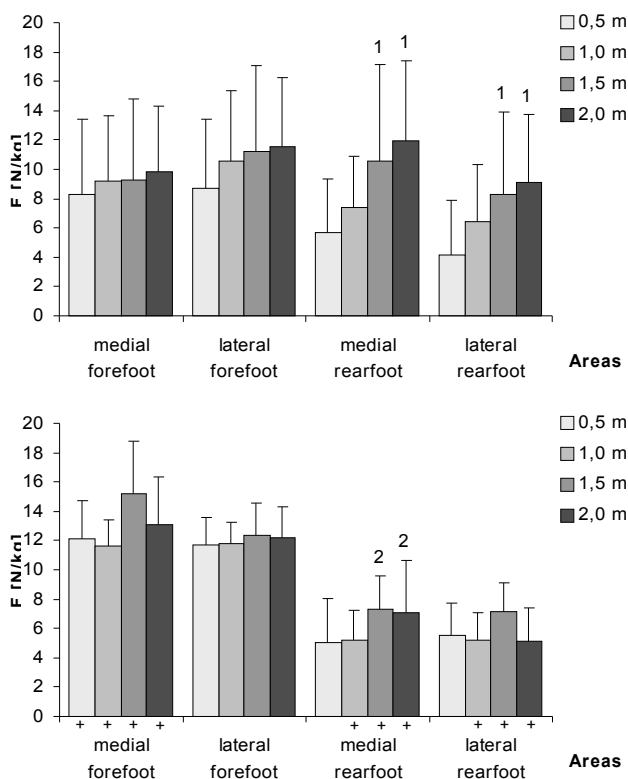 0,5 m
1,0 m
1,5 m
2,0 m
F [N/kg]
20
18
16
14
12
10
8
6
4
2
0
1 1
1 1
medial lateral medial lateral
forefoot forefoot rearfoot rearfoot
Areas
0,5 m
1,0 m
1,5 m
2,0 m
F [N/kg]
20
18
16
14
12
10
8
6
4
2
0
2 2
+ + + + + + + + + +
medial lateral medial lateral
forefoot forefoot rearfoot rearfoot
Areas